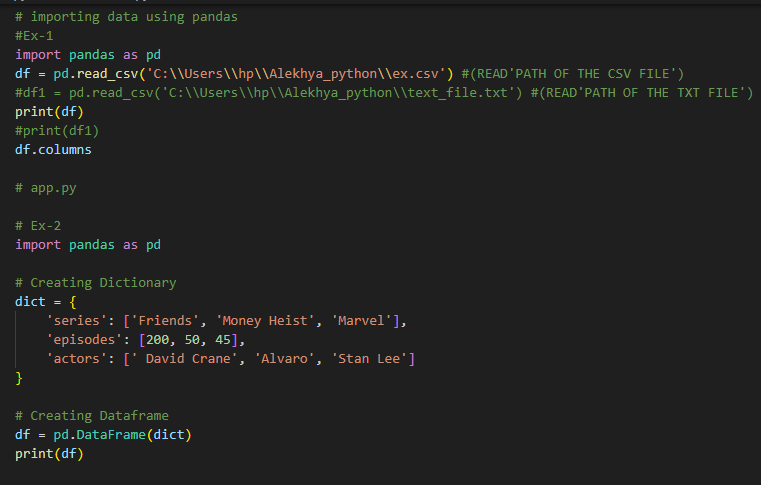 # importing data using pandas
#Ex-1
import pandas as pd
df = pd.read_csv('C:\\Users\\hp\\Alekhya_python\\ex.csv') #(READ'PATH OF THE CSV FILE')
#df1 = pd.read_csv('C:\\Users\\hp\\Alekhya_python\\text_file.txt') #(READ'PATH OF THE TXT FILE')
print(df)
#print(df1)
df.columns

# app.py

# Ex-2
import pandas as pd

# Creating Dictionary
dict = {
    'series': ['Friends', 'Money Heist', 'Marvel'],
    'episodes': [200, 50, 45],
    'actors': [' David Crane', 'Alvaro', 'Stan Lee']
}

# Creating Dataframe
df = pd.DataFrame(dict)
print(df)